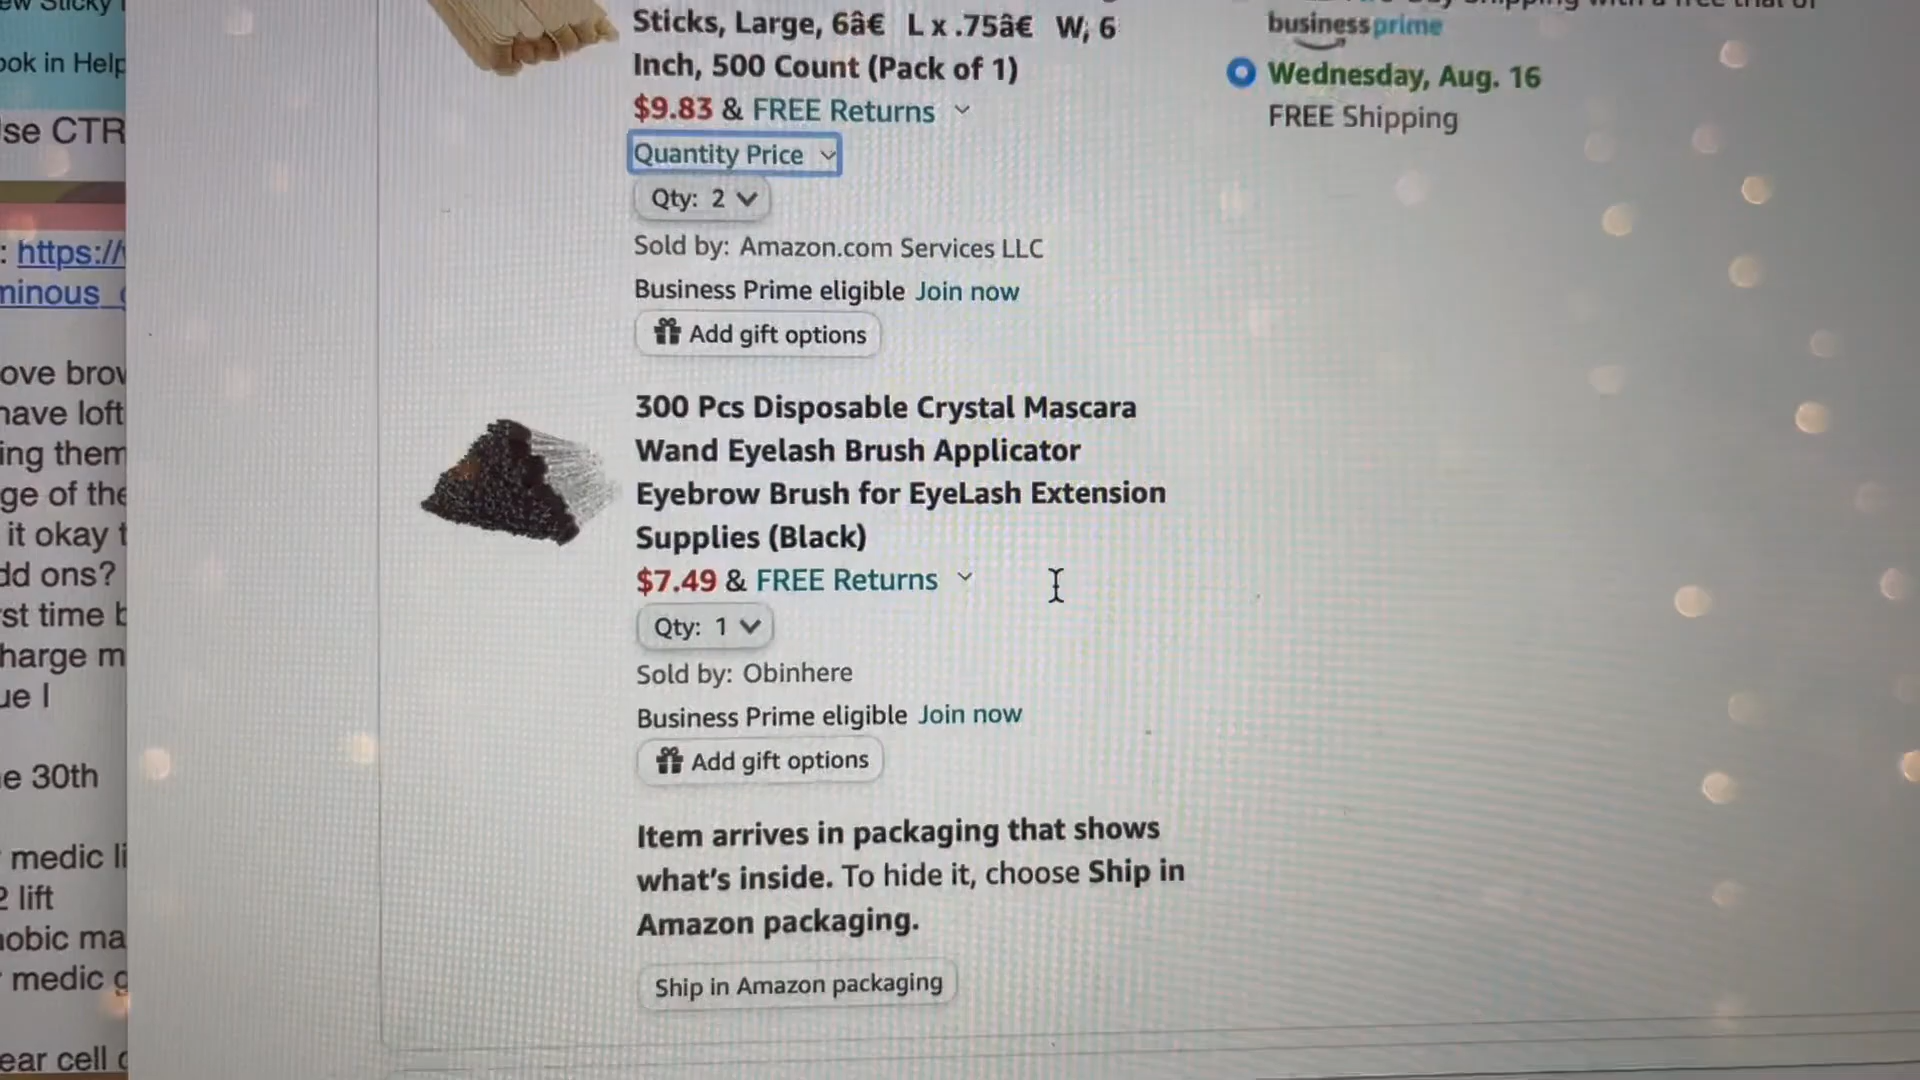 Sticks, Large, 6â€ L x .75â€ W, 6
Inch, 500 Count (Pack of 1)
$9.83 & FREE Returns
Quantity Price
Qty: 2
Sold by: Amazon.com Services LLC
Business Prime eligible Join now
Add gift options
300 Pcs Disposable Crystal Mascara
Wand Eyelash Brush Applicator
Eyebrow Brush for EyeLash Extension
Supplies (Black)
$7.49 & FREE Returns
Qty: 1
Sold by: Obinhere
Business Prime eligible Join now
Add gift options
Item arrives in packaging that shows
what's inside. To hide it, choose Ship in
Amazon packaging.
Ship in Amazon packaging
business prime
Wednesday, Aug. 16
FREE Shipping
ook in Help
se CTR
: https://
minous
ove brow
have loft
ing them
ge of the
it okay t
dd ons?
rst time b
harge m
ue I
e 30th
medic li
2 lift
nobic ma
medic g
ear cell